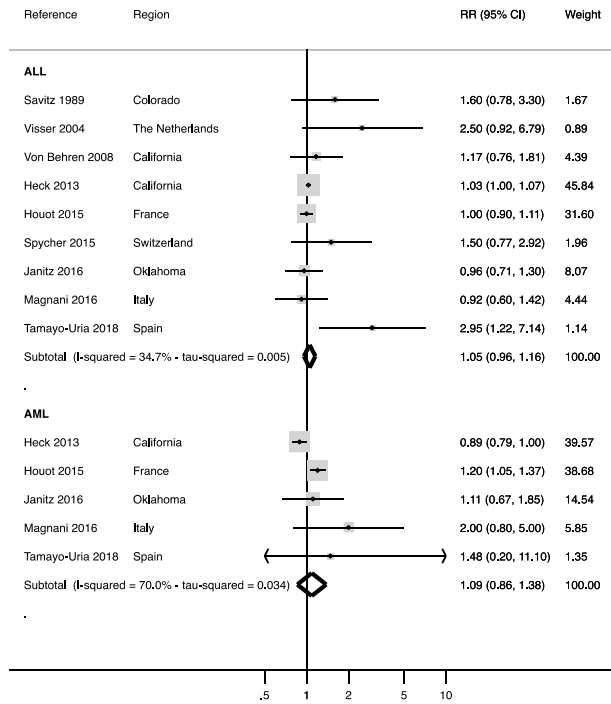 Reference Region RR (95% CI) Weight
ALL
Savitz 1989 Colorado 1.60 (0.78, 3.30) 1.67
Visser 2004 The Netherlands 2.50 (0.92, 6.79) 0.89
Von Behren 2008 California 1.17 (0.76, 1.81) 4.39
Heck 2013 California 1.03 (1.00, 1.07) 45.84
Houot 2015 France 1.00 (0.90, 1.11) 31.60
Spycher 2015 Switzerland 1.50 (0.77, 2.92) 1.96
Janitz 2016 Oklahoma 0.96 (0.71, 1.30) 8.07
Magnani 2016 Italy 0.92 (0.60, 1.42) 4.44
Tamayo-Uria 2018 Spain 2.95 (1.22, 7.14) 1.14
Subtotal (I-squared = 34.7% - tau-squared = 0.005) 1.05 (0.96, 1.16) 100.00
.
AML
Heck 2013 California 0.89 (0.79, 1.00) 39.57
Houot 2015 France 1.20 (1.05, 1.37) 38.68
Janitz 2016 Oklahoma 1.11 (0.67, 1.85) 14.54
Magnani 2016 Italy 2.00 (0.80, 5.00) 5.85
Tamayo-Uria 2018 Spain 1.48 (0.20, 11.10) 1.35
Subtotal (I-squared = 70.0% - tau-squared = 0.034) 1.09 (0.86, 1.38) 100.00
.
.5 1 2 5 10